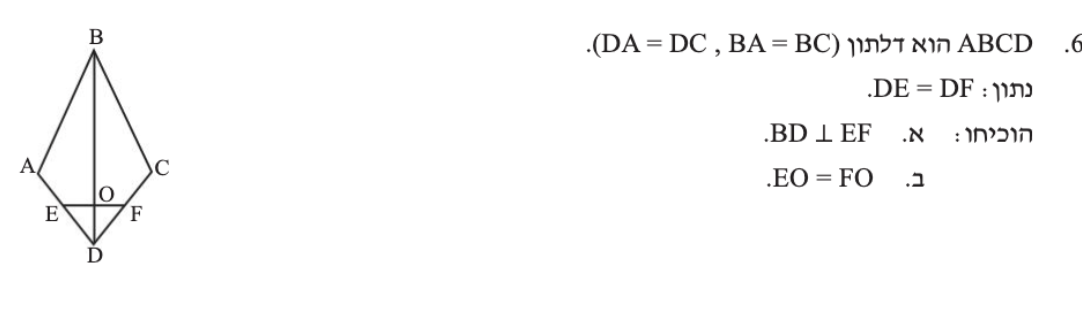 6. ABCD הוא דלתון (DA = DC , BA = BC).
נתון: DE = DF.
הוכיחו: א. BD ⊥ EF.
ב. EO = FO.
B
A
C
O
E
F
D